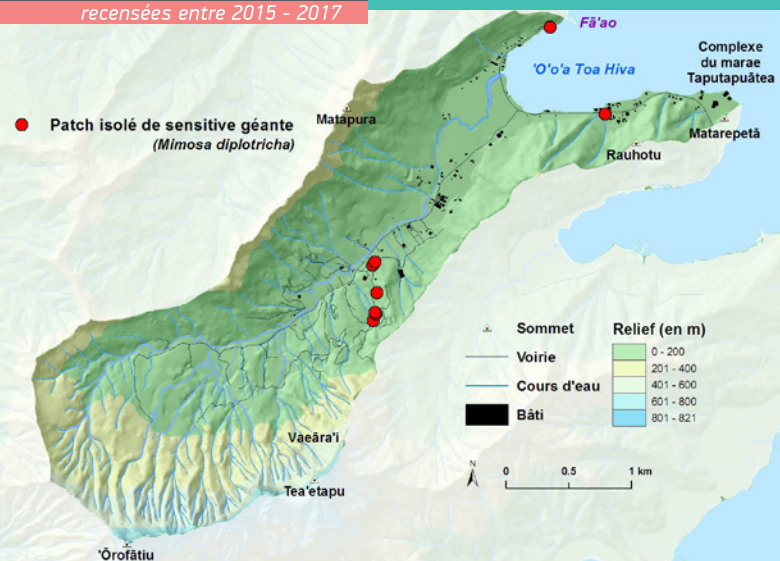 recensées entre 2015 - 2017
Fā'ao
'O'o'a Toa Hiva
Complexe
du marae
Taputapuātea
Patch isolé de sensitive géante
(Mimosa diplotricha)
Matapura
Matarepetā
Rauhotu
Sommet
Voirie
Cours d'eau
Bâti
Relief (en m)
0 - 200
201 - 400
401 - 600
601 - 800
801 - 821
Vaeāra'i
Tea'etapu
'Ōrofātiu
N
0 0.5 1 km